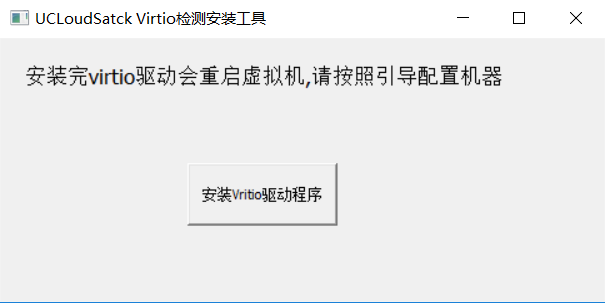 UCLoudSatck Virtio检测安装工具
安装完virtio驱动会重启虚拟机,请按照引导配置机器
安装Vritio驱动程序